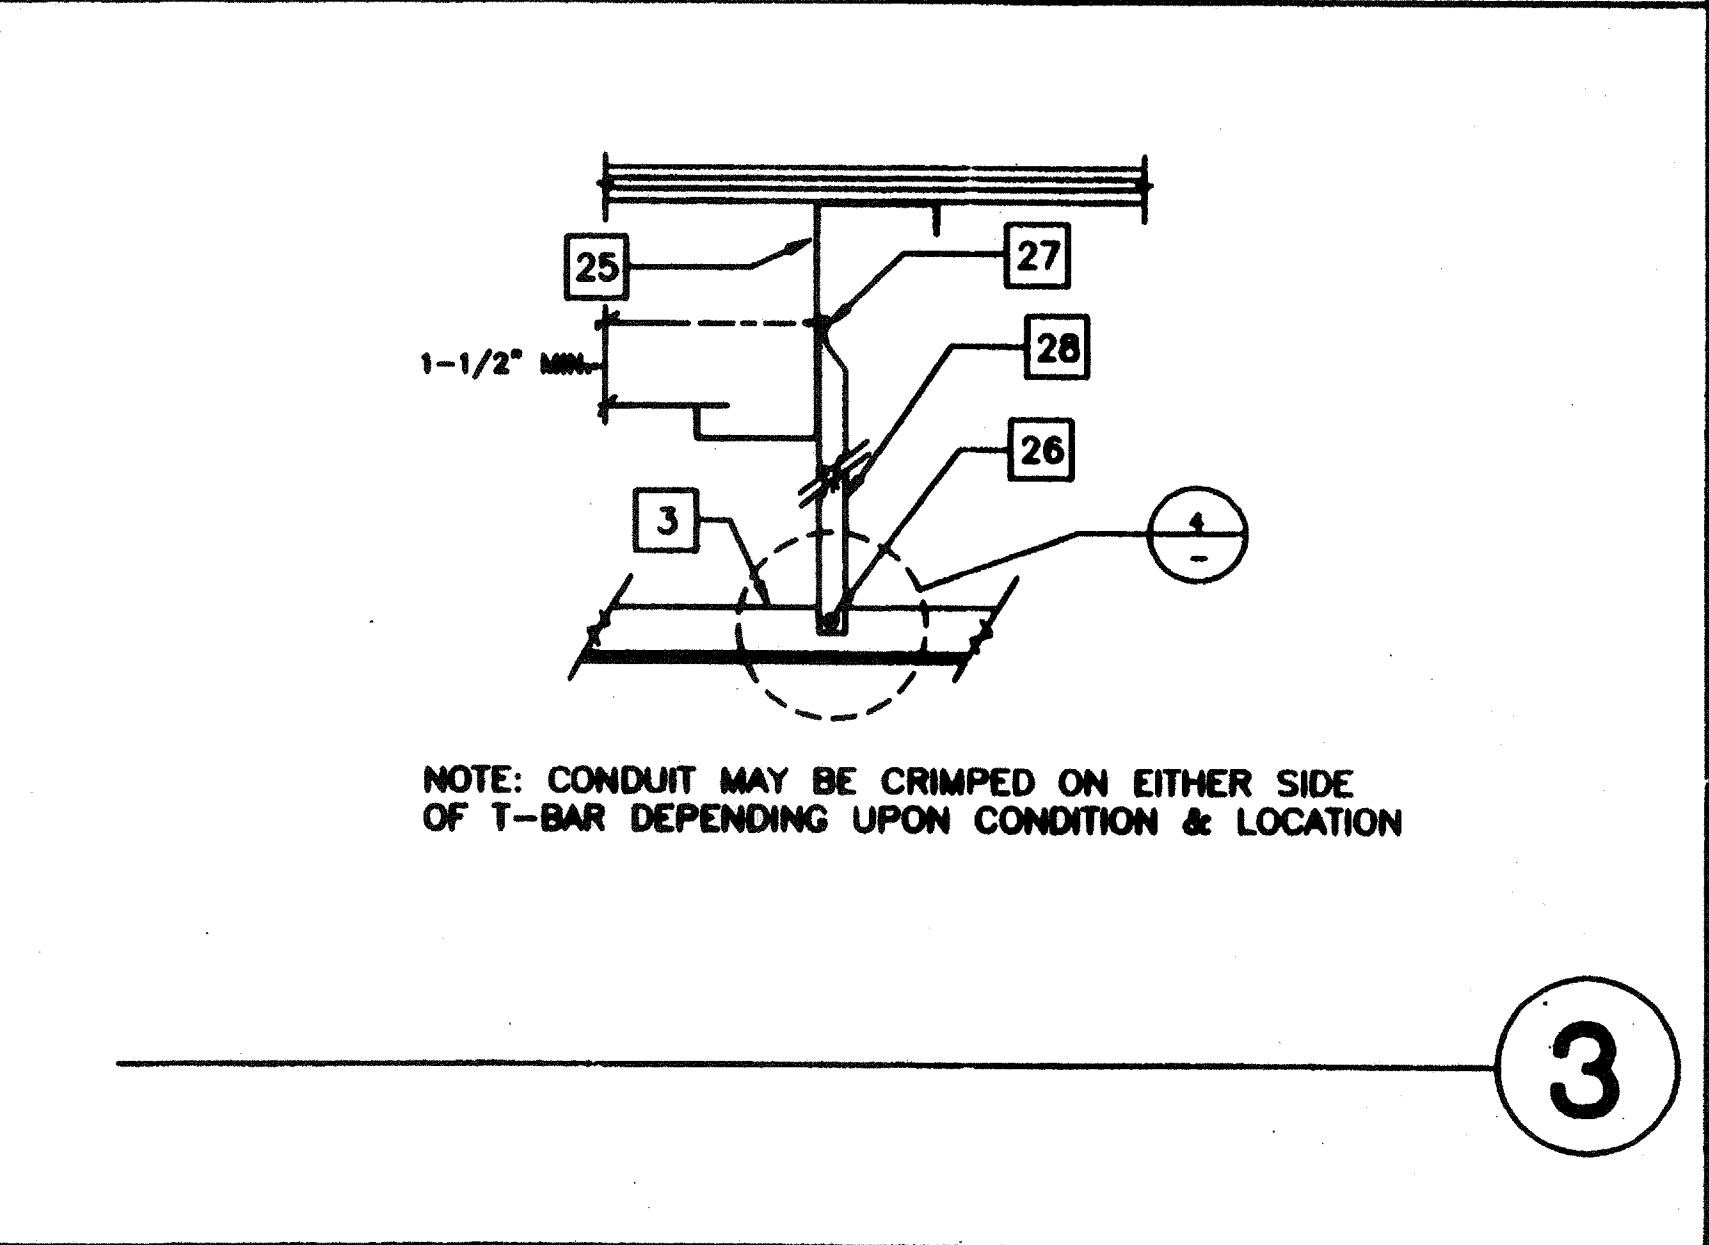 25
27
1-1/2" MIN.
28
26
3
4
-
NOTE: CONDUIT MAY BE CRIMPED ON EITHER SIDE
OF T-BAR DEPENDING UPON CONDITION & LOCATION
3